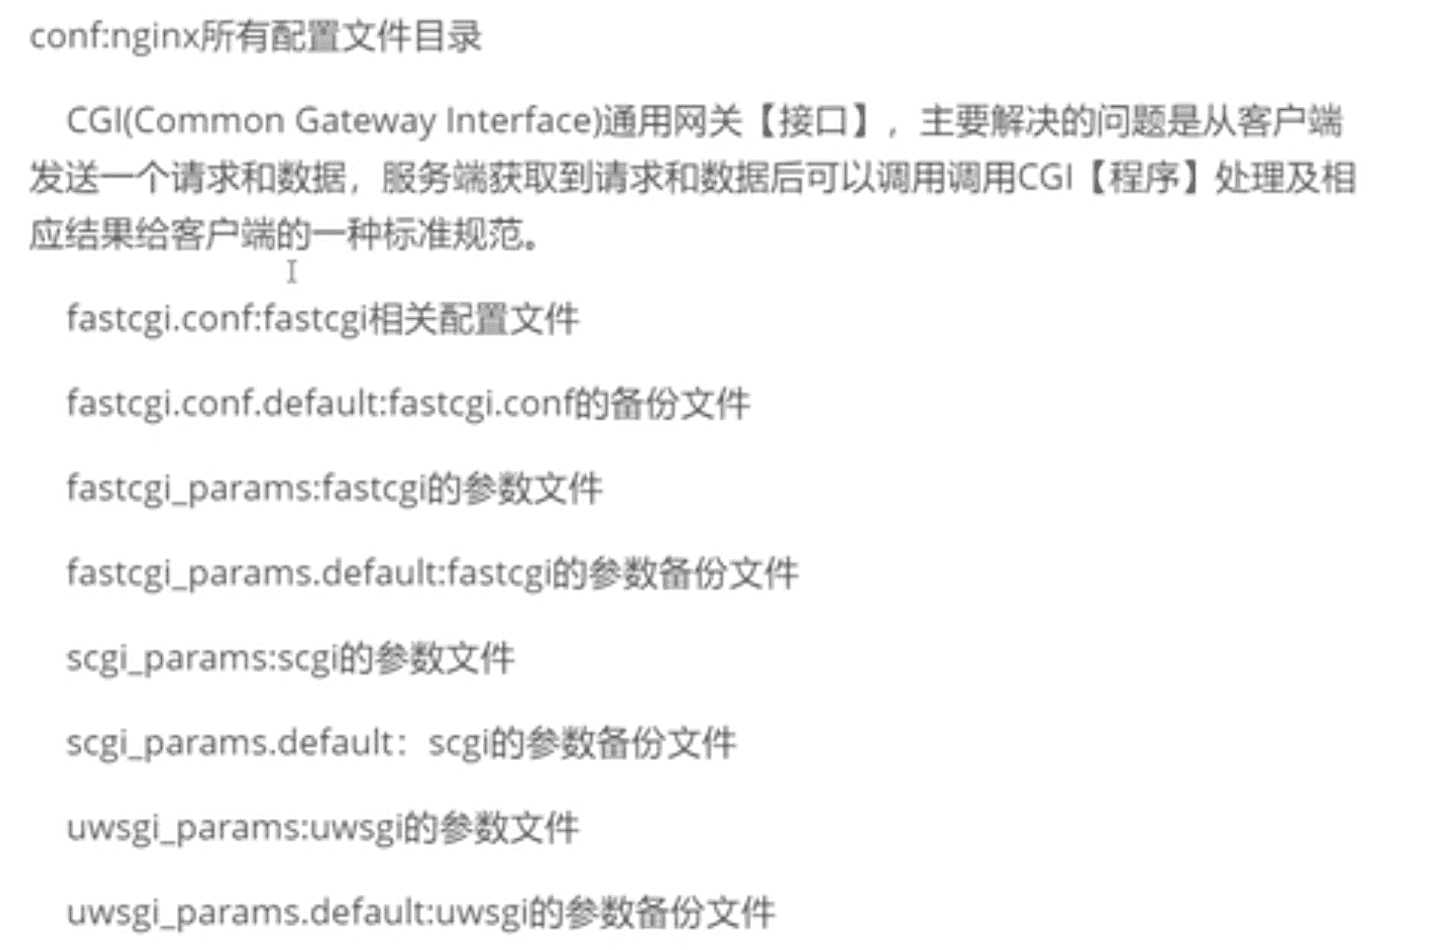 conf:nginx所有配置文件目录
CGI(Common Gateway Interface)通用网关【接口】，主要解决的问题是从客户端
发送一个请求和数据，服务端获取到请求和数据后可以调用调用CGI【程序】处理及相
应结果给客户端的一种标准规范。
fastcgi.conf:fastcgi相关配置文件
fastcgi.conf.default:fastcgi.conf的备份文件
fastcgi_params:fastcgi的参数文件
fastcgi_params.default:fastcgi的参数备份文件
scgi_params:scgi的参数文件
scgi_params.default：scgi的参数备份文件
uwsgi_params:uwsgi的参数文件
uwsgi_params.default:uwsgi的参数备份文件